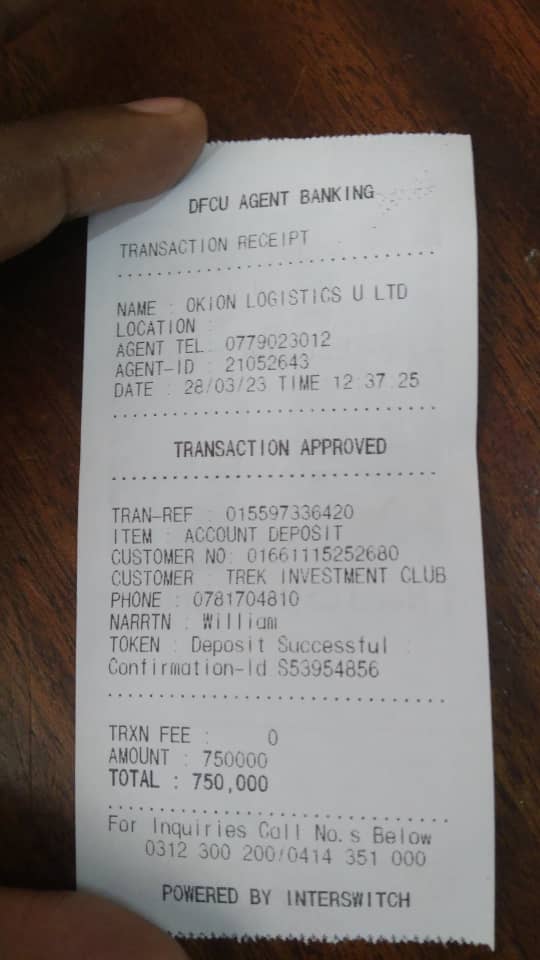 DFCU AGENT BANKING
TRANSACTION RECEIPT
NAME : OKION LOGISTICS U LTD
LOCATION :
AGENT TEL: 0779023012
AGENT-ID : 21052643
DATE : 28/03/23 TIME 12:37:25
TRANSACTION APPROVED
TRAN-REF : 015597336420
ITEM : ACCOUNT DEPOSIT
CUSTOMER NO: 01661115252680
CUSTOMER : TREK INVESTMENT CLUB
PHONE : 0781704810
NARRTN : William
TOKEN : Deposit Successful :
Confirmation-Id S53954856
TRXN FEE : 0
AMOUNT : 750000
TOTAL : 750,000
For Inquiries Call No.s Below
0312 300 200/0414 351 000
POWERED BY INTERSWITCH